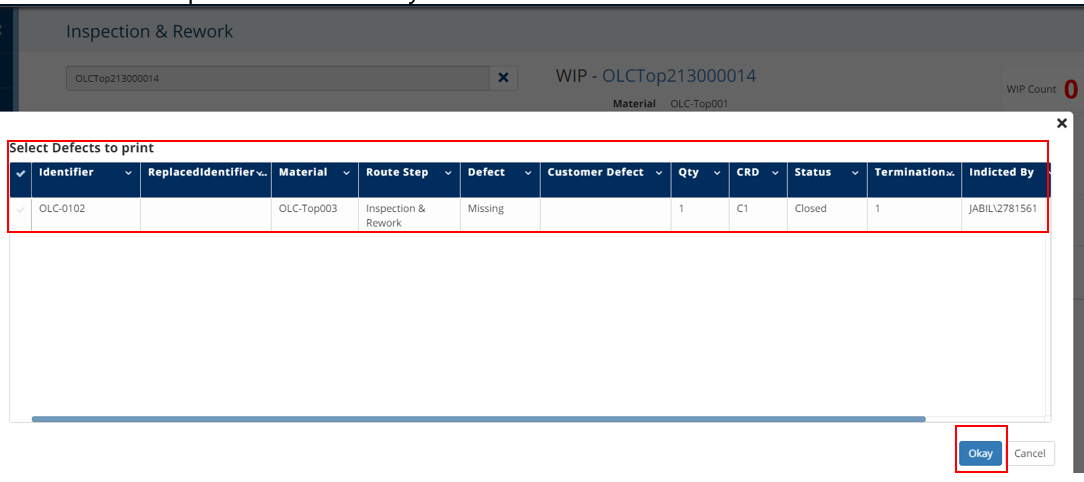 Inspection & Rework
OLCTop213000014
WIP - OLCTop213000014
WIP Count 0
Material OLC-Top001
Select Defects to print
Identifier ReplacedIdentifier... Material Route Step Defect Customer Defect Qty CRD Status Termination... Indicted By
OLC-0102 OLC-Top003 Inspection & Rework Missing 1 C1 Closed 1 JABIL\2781561
Okay Cancel